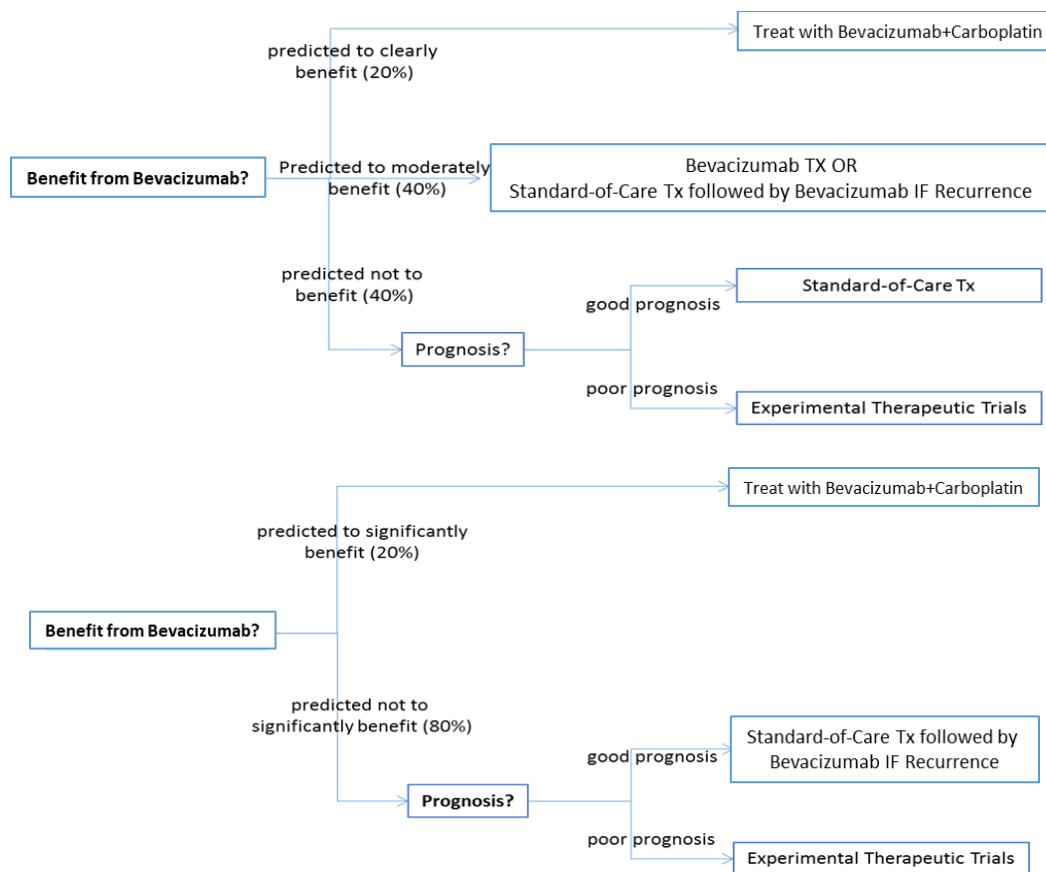 Treat with Bevacizumab+Carboplatin
predicted to clearly
benefit (20%)
Benefit from Bevacizumab?
Predicted to moderately
benefit (40%)
Bevacizumab TX OR
Standard-of-Care Tx followed by Bevacizumab IF Recurrence
predicted not to
benefit (40%)
good prognosis
Standard-of-Care Tx
Prognosis?
poor prognosis
Experimental Therapeutic Trials
Treat with Bevacizumab+Carboplatin
predicted to significantly
benefit (20%)
Benefit from Bevacizumab?
predicted not to
significantly benefit (80%)
good prognosis
Standard-of-Care Tx followed by
Bevacizumab IF Recurrence
Prognosis?
poor prognosis
Experimental Therapeutic Trials